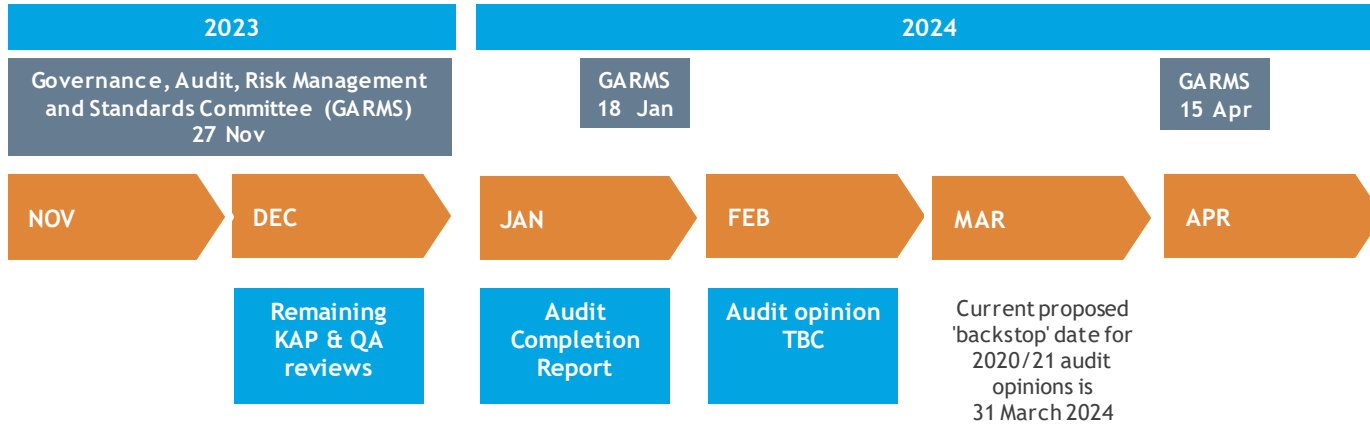 2023
2024
Governance, Audit, Risk Management
and Standards Committee (GARMS)
27 Nov
GARMS
18 Jan
GARMS
15 Apr
NOV
DEC
JAN
FEB
MAR
APR
Remaining
KAP & QA
reviews
Audit
Completion
Report
Audit opinion
TBC
Current proposed
'backstop' date for
2020/21 audit
opinions is
31 March 2024